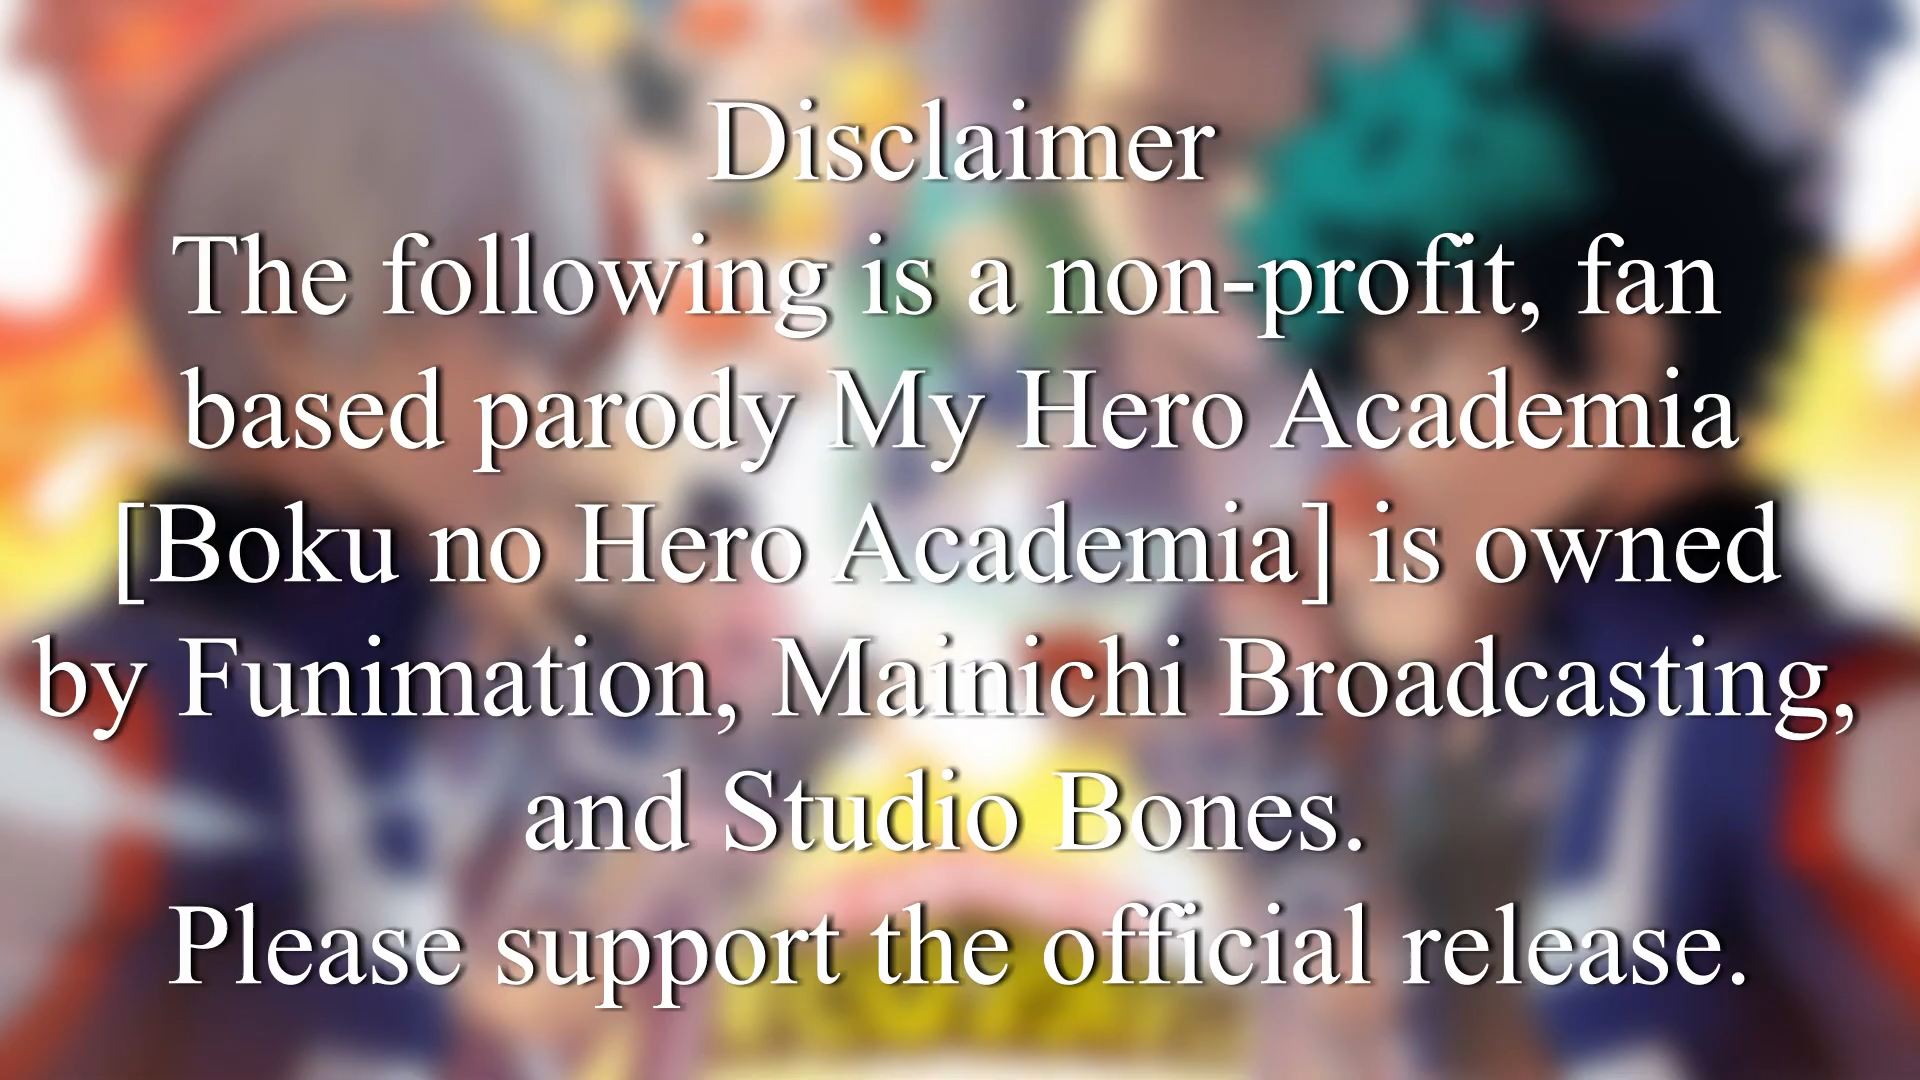 Disclaimer
The following is a non-profit, fan
based parody My Hero Academia
[Boku no Hero Academia] is owned
by Funimation, Mainichi Broadcasting,
and Studio Bones.
Please support the official release.